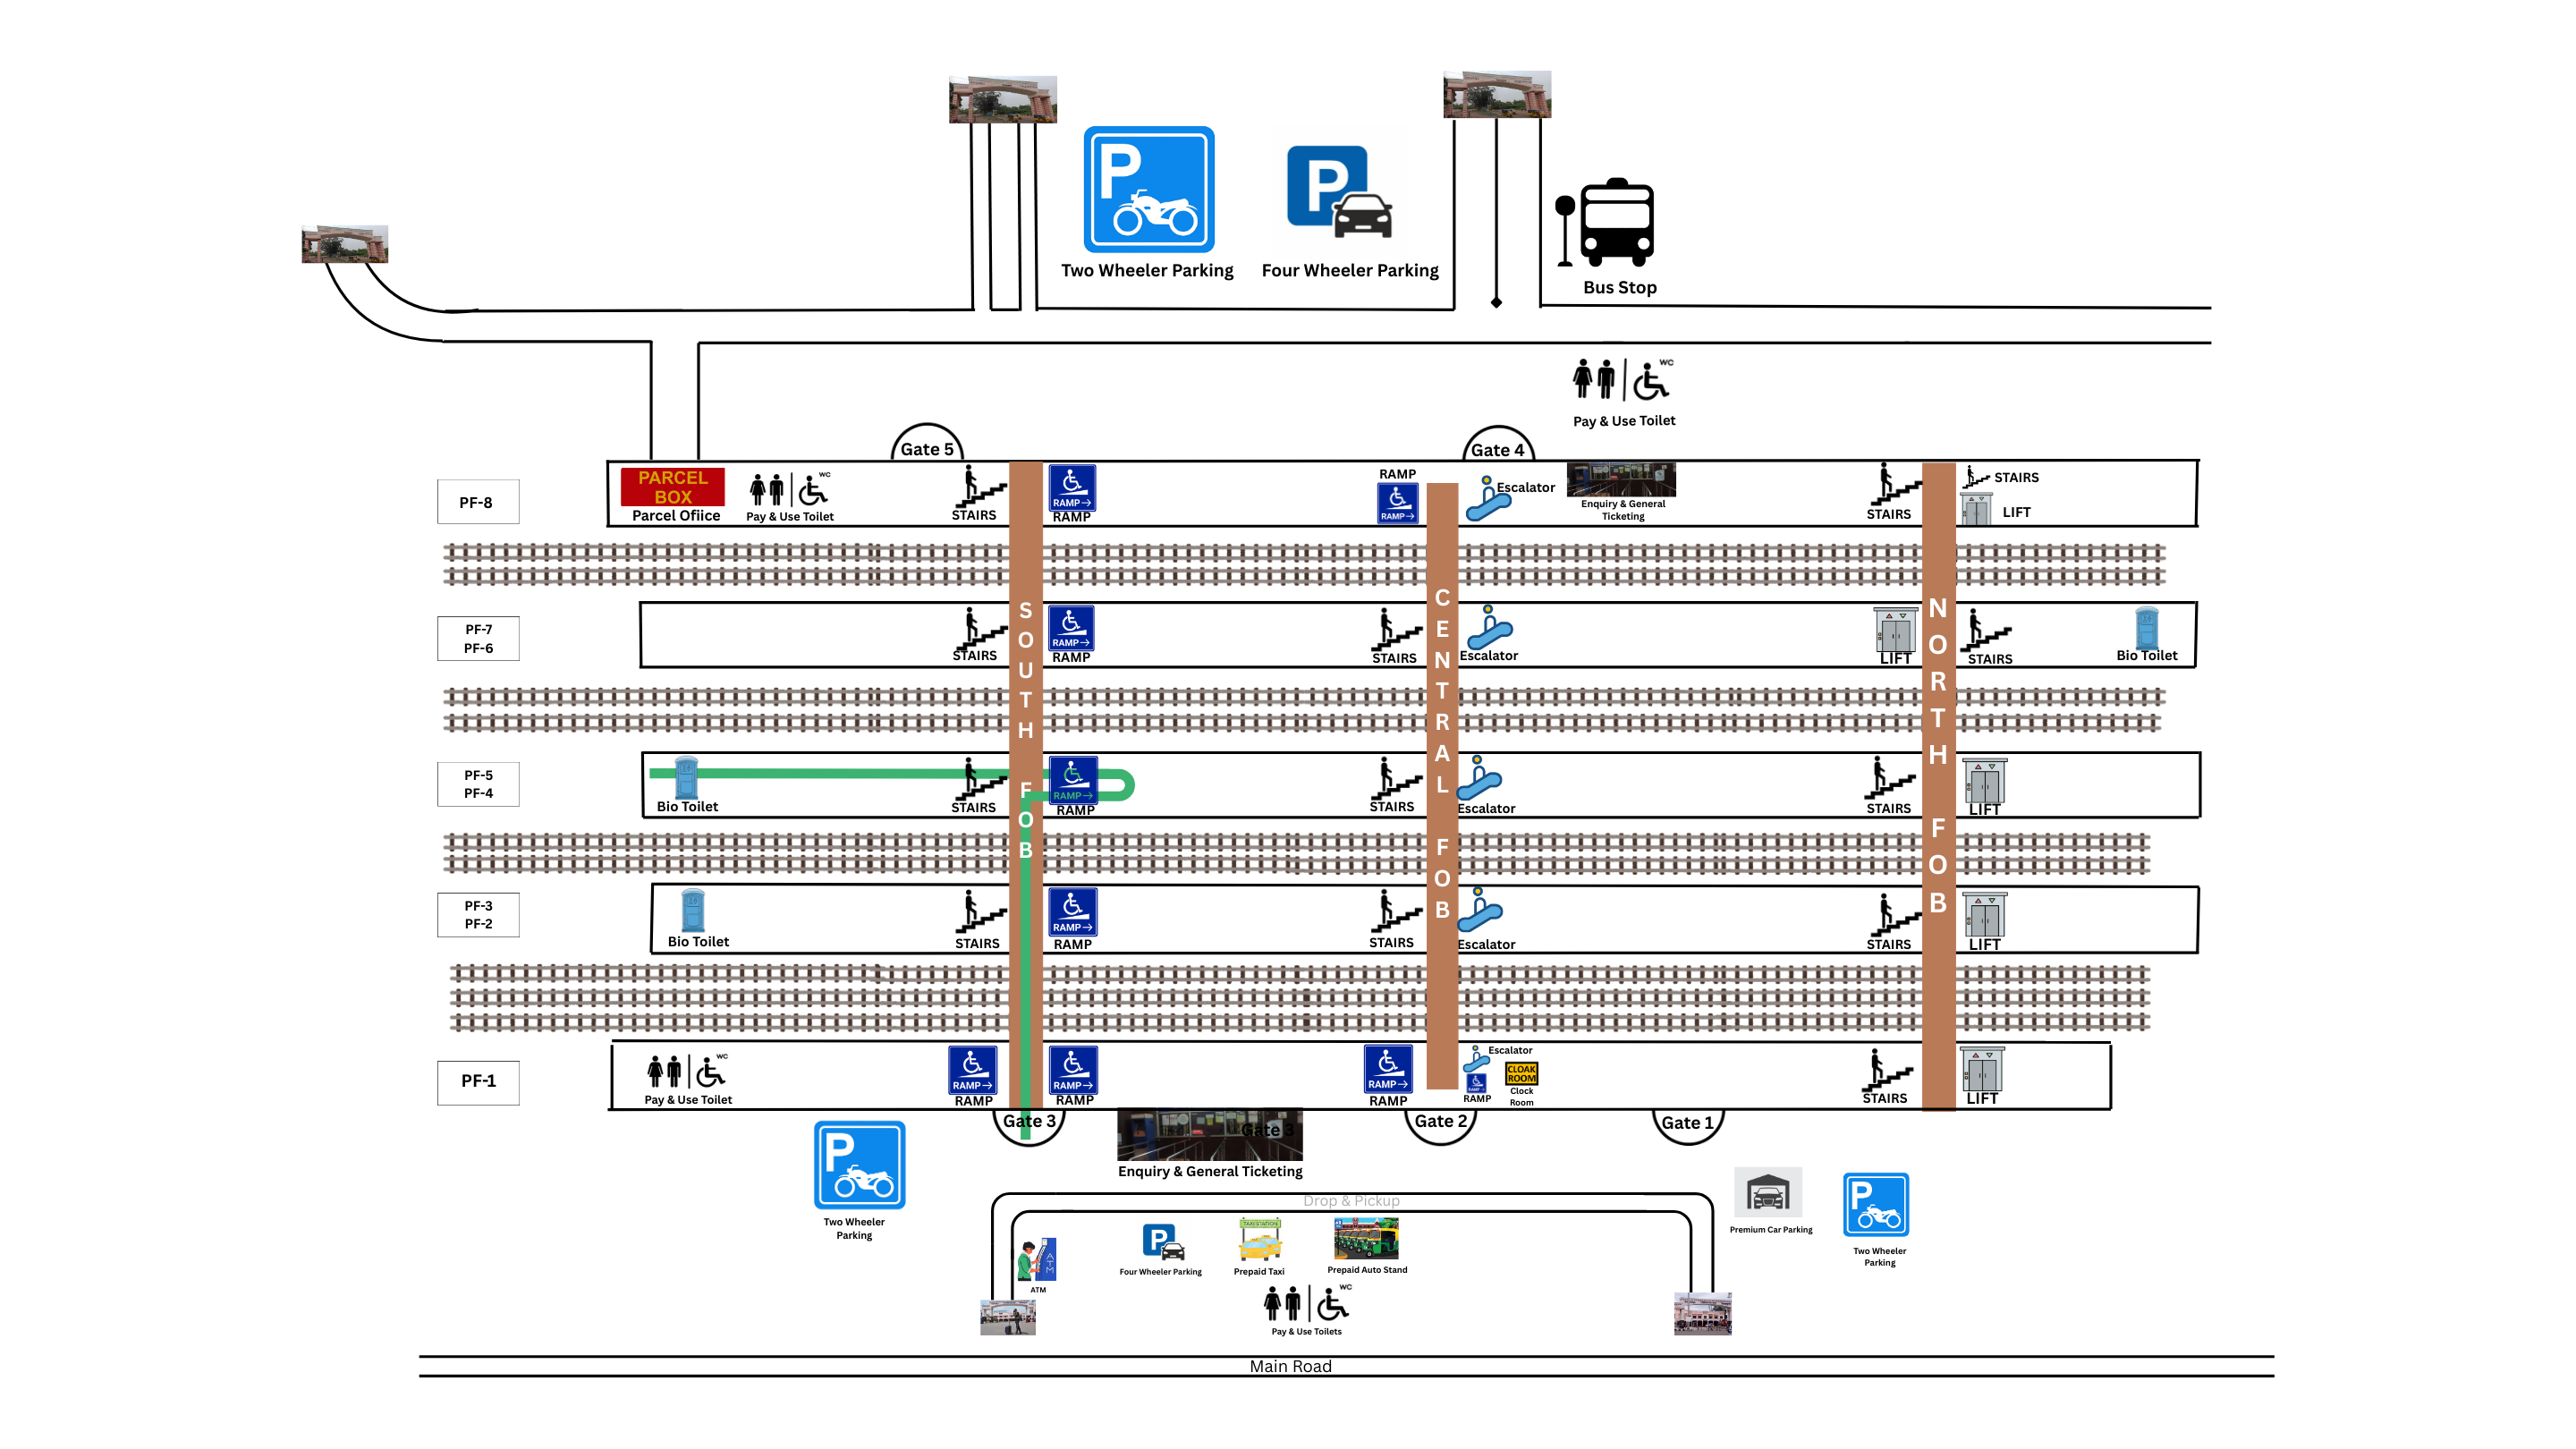 P
Two Wheeler Parking
P
Four Wheeler Parking
Bus Stop
WC
Pay & Use Toilet
Gate 5
Gate 4
PF-8
PARCEL
BOX
Parcel Ofiice
WC
Pay & Use Toilet
STAIRS
RAMP→
RAMP
RAMP
RAMP→
Escalator
Enquiry & General
Ticketing
STAIRS
STAIRS
LIFT
PF-7
PF-6
STAIRS
RAMP→
RAMP
STAIRS
Escalator
LIFT
STAIRS
Bio Toilet
SOUTH FOB
CENTRAL FOB
NORTH FOB
PF-5
PF-4
Bio Toilet
STAIRS
RAMP→
RAMP
STAIRS
Escalator
STAIRS
LIFT
PF-3
PF-2
Bio Toilet
STAIRS
RAMP→
RAMP
STAIRS
Escalator
STAIRS
LIFT
PF-1
WC
Pay & Use Toilet
RAMP→
RAMP
RAMP→
RAMP
RAMP→
RAMP
Escalator
RAMP→
RAMP
CLOAK
ROOM
Clock
Room
STAIRS
LIFT
Gate 3
Gate 3
Gate 2
Gate 1
Enquiry & General Ticketing
P
Two Wheeler
Parking
Drop & Pickup
ATM
ATM
P
Four Wheeler Parking
TAXI STATION
Prepaid Taxi
Prepaid Auto Stand
WC
Pay & Use Toilets
Premium Car Parking
P
Two Wheeler
Parking
Main Road